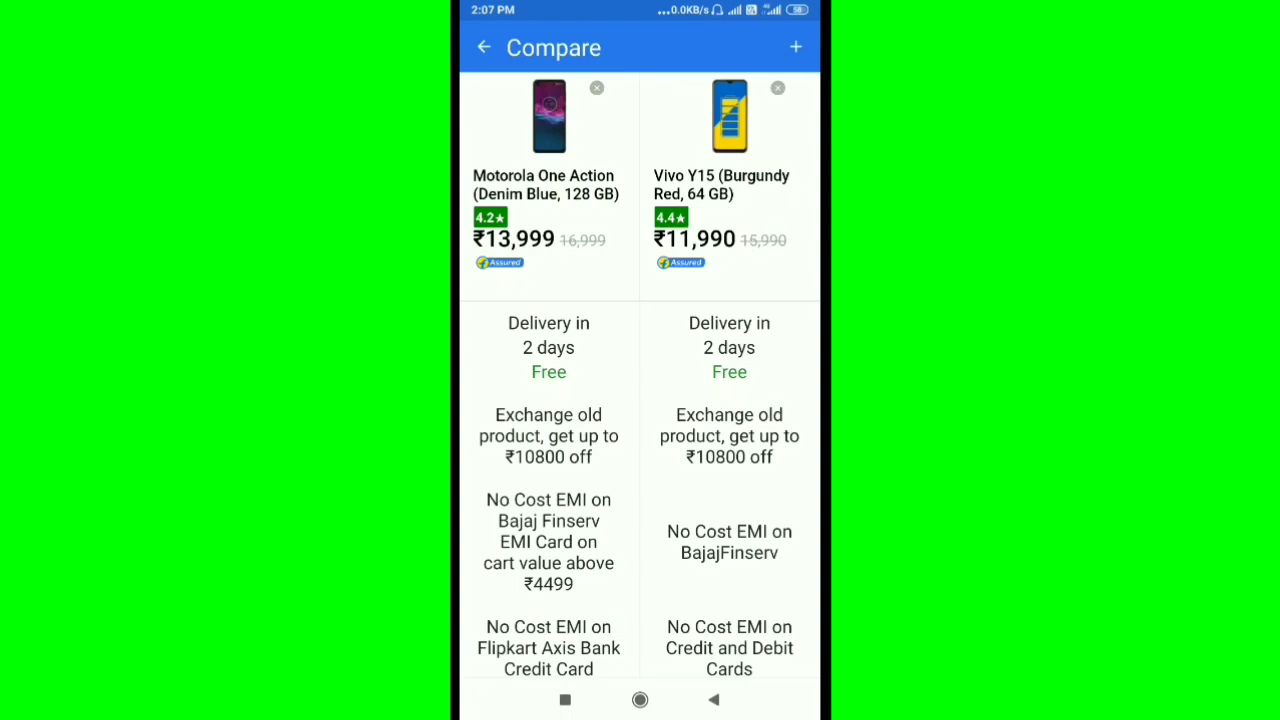 2:07 PM
...0.0KB/s
4G
58
Compare
Motorola One Action
(Denim Blue, 128 GB)
4.2★
₹13,999 16,999
Assured
Vivo Y15 (Burgundy
Red, 64 GB)
4.4★
₹11,990 15,990
Assured
Delivery in
2 days
Free
Delivery in
2 days
Free
Exchange old
product, get up to
₹10800 off
Exchange old
product, get up to
₹10800 off
No Cost EMI on
Bajaj Finserv
EMI Card on
cart value above
₹4499
No Cost EMI on
BajajFinserv
No Cost EMI on
Flipkart Axis Bank
Credit Card
No Cost EMI on
Credit and Debit
Cards